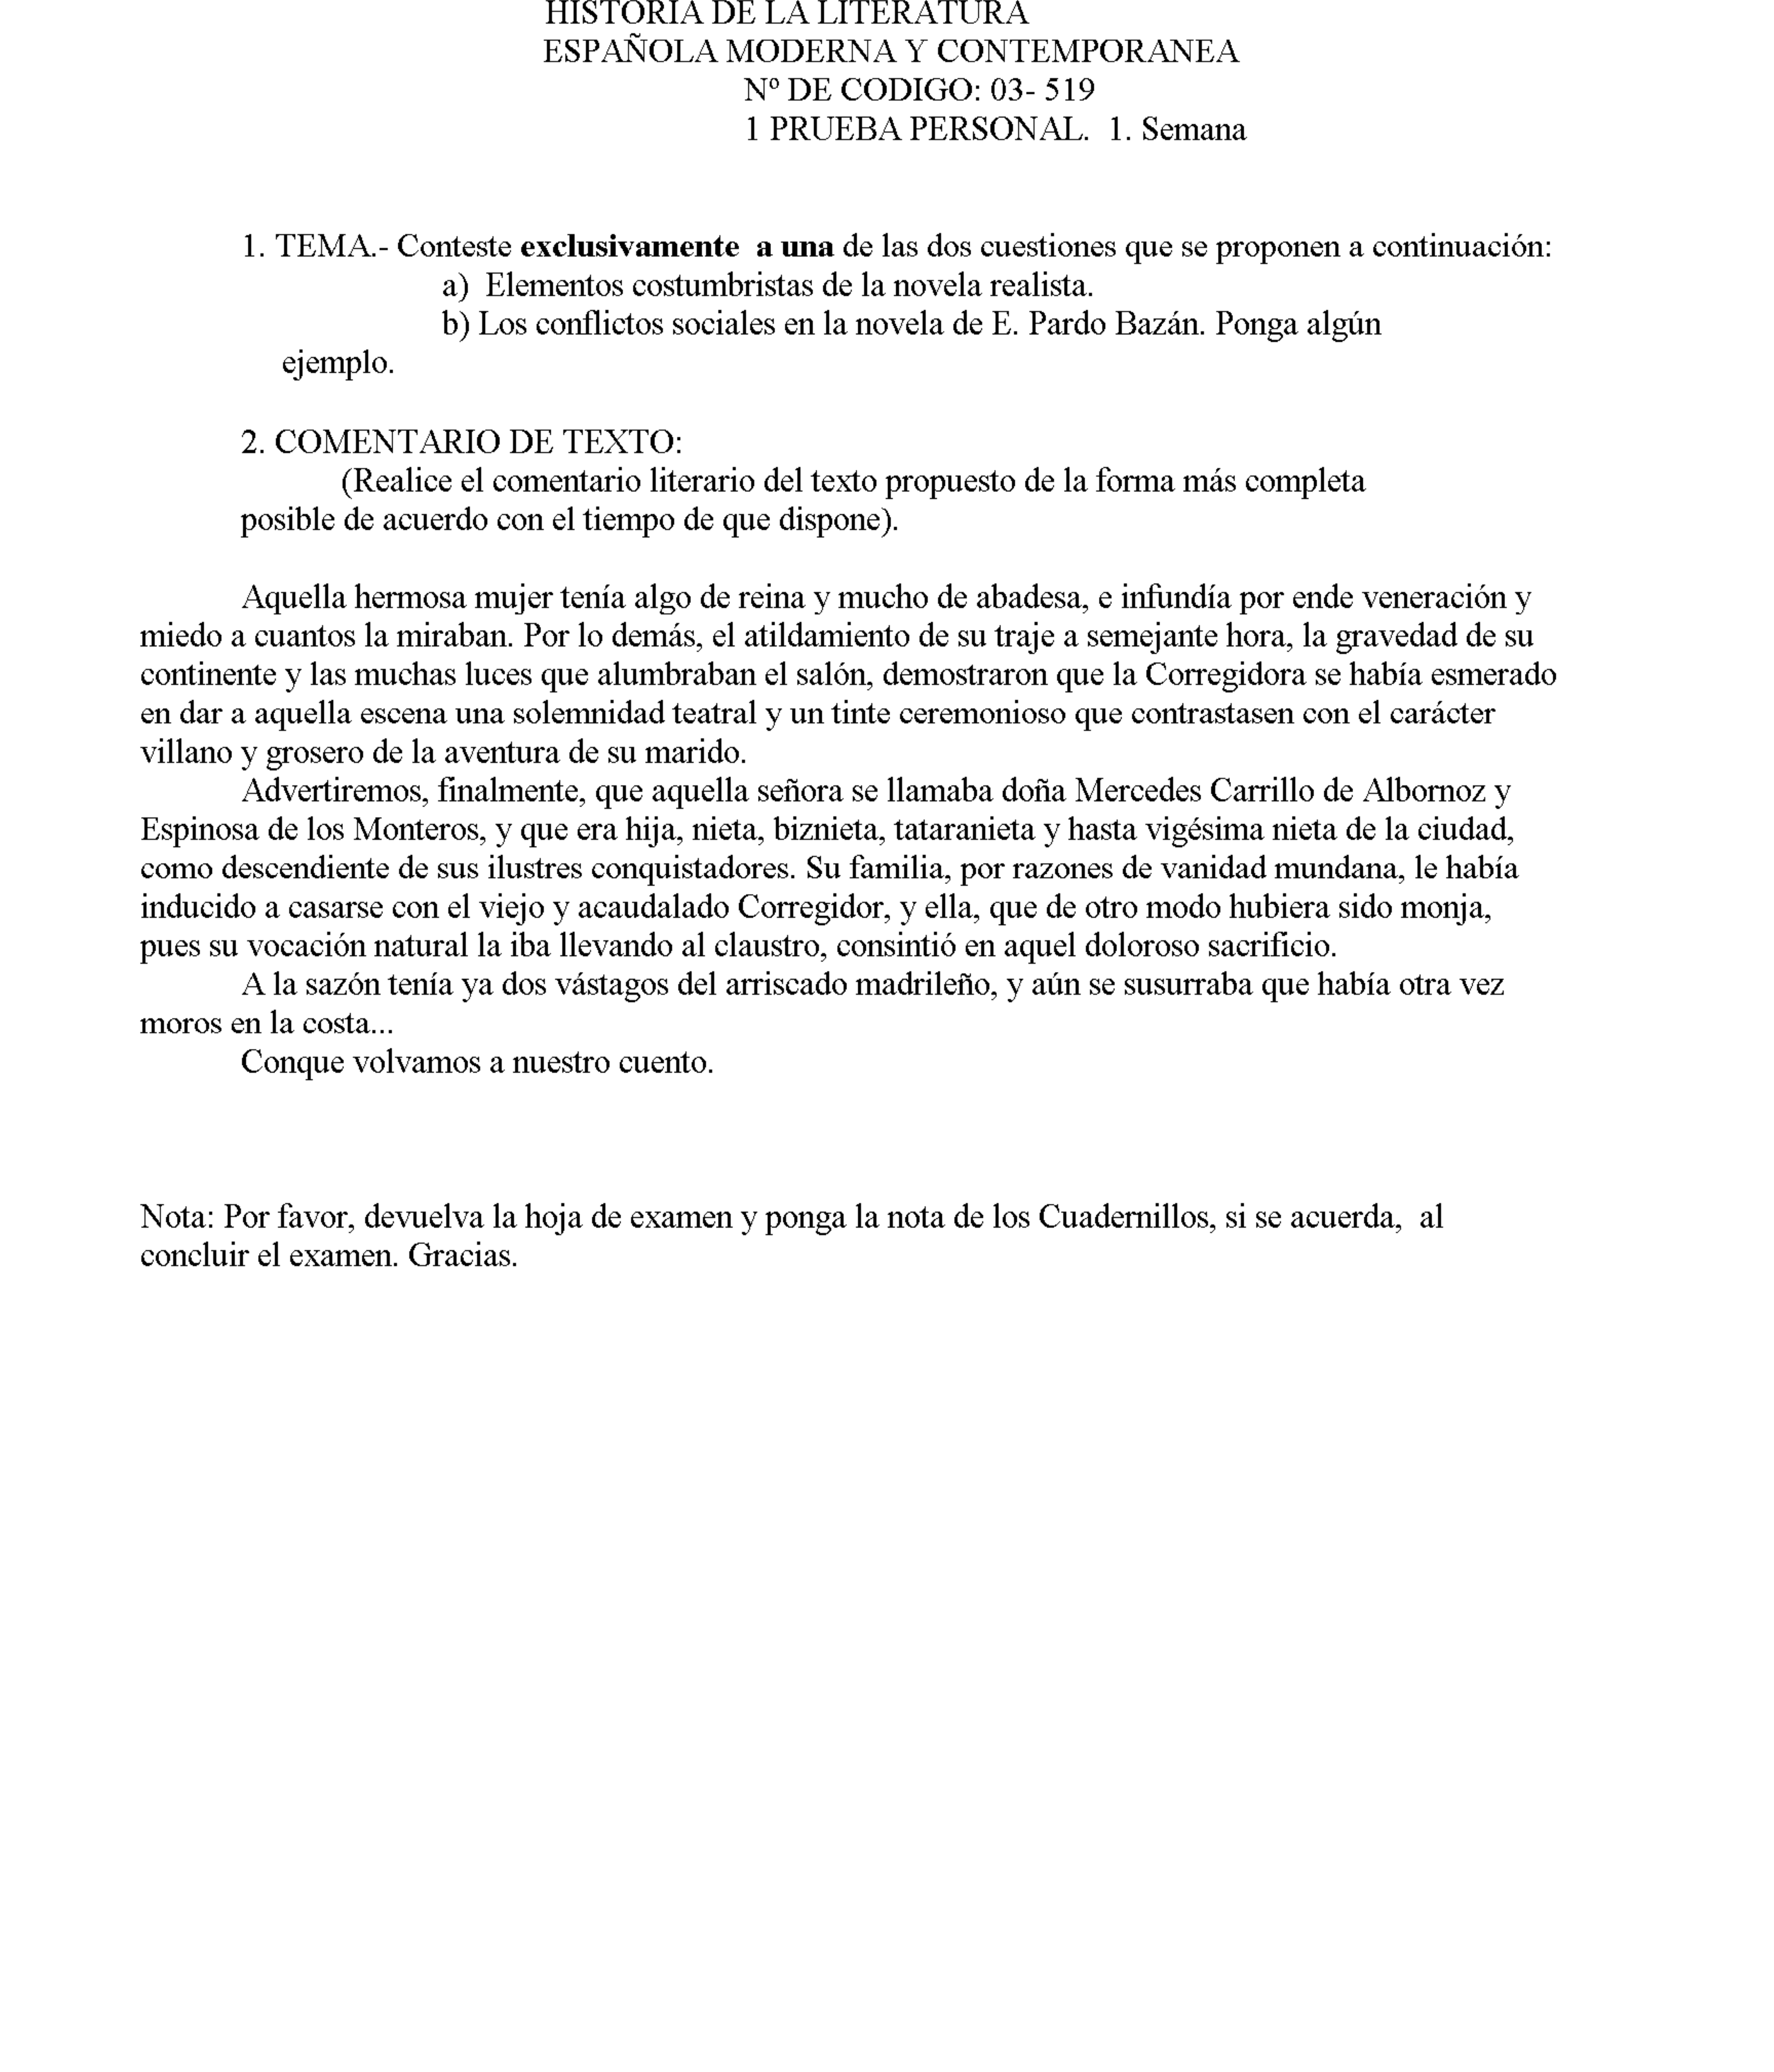 HISTORIA DE LA LITERATURA
ESPAÑOLA MODERNA Y CONTEMPORANEA
Nº DE CODIGO: 03- 519
1 PRUEBA PERSONAL.  1. Semana
1. TEMA.- Conteste exclusivamente  a una de las dos cuestiones que se proponen a continuación:
a)  Elementos costumbristas de la novela realista.
b) Los conflictos sociales en la novela de E. Pardo Bazán. Ponga algún
ejemplo.
2. COMENTARIO DE TEXTO:
(Realice el comentario literario del texto propuesto de la forma más completa
posible de acuerdo con el tiempo de que dispone).
Aquella hermosa mujer tenía algo de reina y mucho de abadesa, e infundía por ende veneración y
miedo a cuantos la miraban. Por lo demás, el atildamiento de su traje a semejante hora, la gravedad de su
continente y las muchas luces que alumbraban el salón, demostraron que la Corregidora se había esmerado
en dar a aquella escena una solemnidad teatral y un tinte ceremonioso que contrastasen con el carácter
villano y grosero de la aventura de su marido.
Advertiremos, finalmente, que aquella señora se llamaba doña Mercedes Carrillo de Albornoz y
Espinosa de los Monteros, y que era hija, nieta, biznieta, tataranieta y hasta vigésima nieta de la ciudad,
como descendiente de sus ilustres conquistadores. Su familia, por razones de vanidad mundana, le había
inducido a casarse con el viejo y acaudalado Corregidor, y ella, que de otro modo hubiera sido monja,
pues su vocación natural la iba llevando al claustro, consintió en aquel doloroso sacrificio.
A la sazón tenía ya dos vástagos del arriscado madrileño, y aún se susurraba que había otra vez
moros en la costa...
Conque volvamos a nuestro cuento.
Nota: Por favor, devuelva la hoja de examen y ponga la nota de los Cuadernillos, si se acuerda,  al
concluir el examen. Gracias.